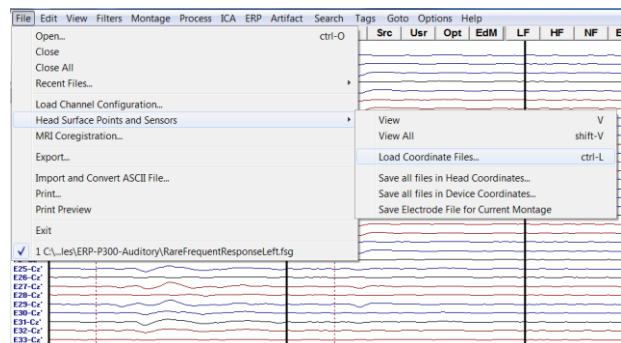 File Edit View Filters Montage Process ICA ERP Artifact Search Tags Goto Options Help
Src Usr Opt EdM LF HF NF
Open... ctrl-O
Close
Close All
Recent Files...
Load Channel Configuration...
Head Surface Points and Sensors
MRI Coregistration...
Export...
Import and Convert ASCII File...
Print...
Print Preview
Exit
1 C:\...les\ERP-P300-Auditory\RareFrequentResponseLeft.fsg
View V
View All shift-V
Load Coordinate Files... ctrl-L
Save all files in Head Coordinates...
Save all files in Device Coordinates...
Save Electrode File for Current Montage
E25-Cz'
E26-Cz'
E27-Cz'
E28-Cz'
E29-Cz'
E30-Cz'
E31-Cz'
E32-Cz'
E33-Cz'